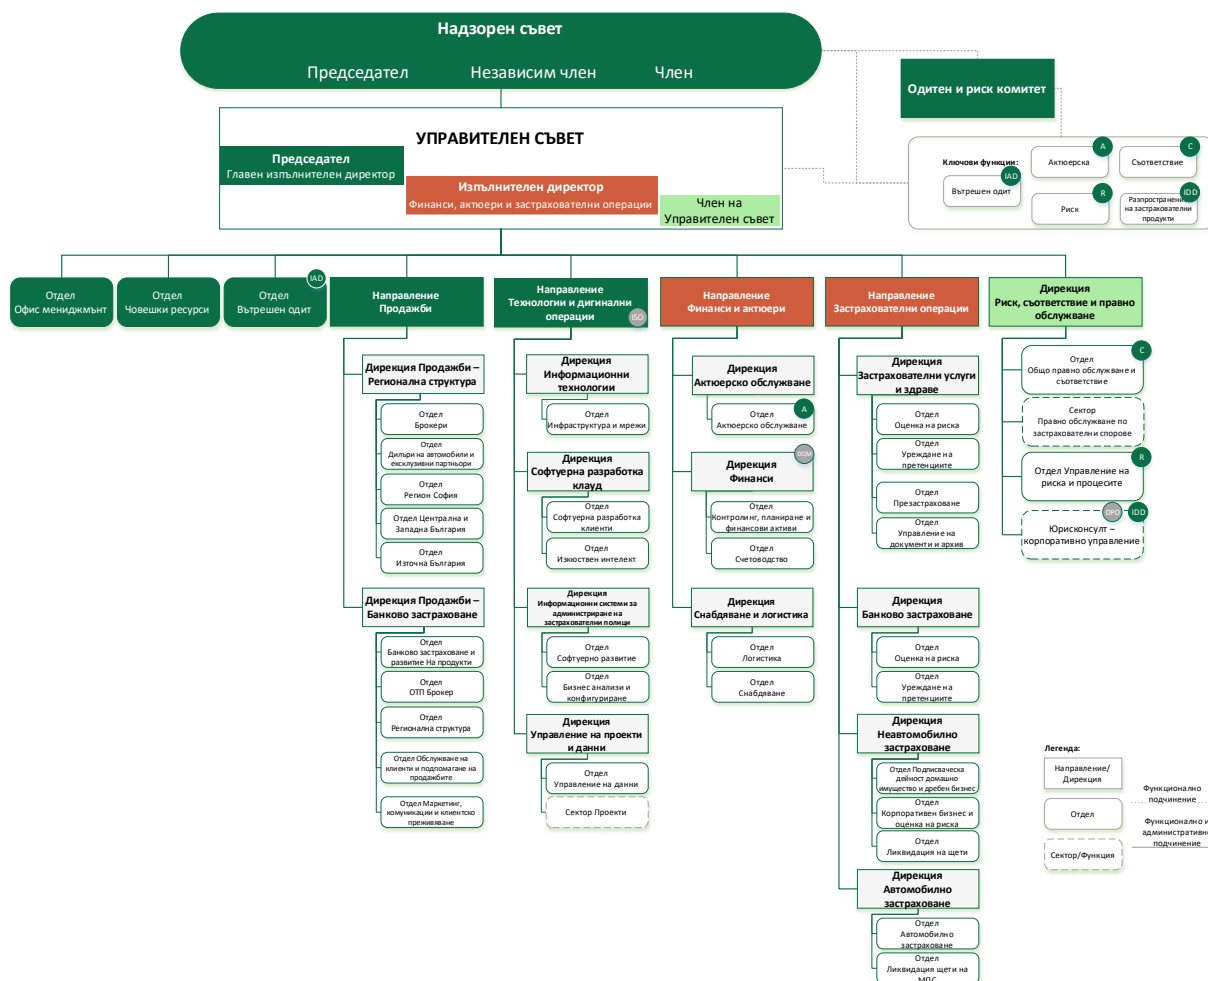 Надзорен съвет
Председател Независим член Член
Одитен и риск комитет
УПРАВИТЕЛЕН СЪВЕТ
Председател
Главен изпълнителен директор
Изпълнителен директор
Финанси, актюери и застрахователни операции
Член на
Управителен съвет
Ключови функции:
IAD
Вътрешен одит
A
Актюерска
C
Съответствие
R
Риск
IDD
Разпространение
на застрахователни
продукти
Отдел
Офис мениджмънт
Отдел
Човешки ресурси
IAD
Отдел
Вътрешен одит
Направление
Продажби
Направление
Технологии и дигинални
операции
ISO
Направление
Финанси и актюери
Направление
Застрахователни операции
Дирекция
Риск, съответствие и правно
обслужване
Дирекция Продажби –
Регионална структура
Отдел
Брокери
Отдел
Дилъри на автомобили и
ексклузивни партньори
Отдел
Регион София
Отдел Централна и
Западна България
Отдел
Източна България
Дирекция Продажби –
Банково застраховане
Отдел
Банково застраховане и
развитие На продукти
Отдел
ОТП Брокер
Отдел
Регионална структура
Отдел Обслужване на
клиенти и подпомагане на
продажбите
Отдел Маркетинг,
комуникации и клиентско
преживяване
Дирекция
Информационни
технологии
Отдел
Инфраструктура и мрежи
Дирекция
Софтуерна разработка
клауд
Отдел
Софтуерна разработка
клиенти
Отдел
Изкюствен интелект
Дирекция
Информационни системи за
администриране на
застрахователни полици
Отдел
Софтуерно развитие
Отдел
Бизнес анализи и
конфигуриране
Дирекция
Управление на проекти
и данни
Отдел
Управление на данни
Сектор Проекти
Дирекция
Актюерско обслужване
A
Отдел
Актюерско обслужване
DQM
Дирекция
Финанси
Отдел
Контролинг, планиране и
финансови активи
Отдел
Счетоводство
Дирекция
Снабдяване и логистика
Отдел
Логистика
Отдел
Снабдяване
Дирекция
Застрахователни услуги
и здраве
Отдел
Оценка на риска
Отдел
Уреждане на
претенциите
Отдел
Презастраховане
Отдел
Управление на
документи и архив
Дирекция
Банково застраховане
Отдел
Оценка на риска
Отдел
Уреждане на
претенциите
Дирекция
Неавтомобилно
застраховане
Отдел Подписваческа
дейност домашно
имущество и дребен бизнес
Отдел
Корпоративен бизнес и
оценка на риска
Отдел
Ликвидация на щети
Дирекция
Автомобилно
застраховане
Отдел
Автомобилно
застраховане
Отдел
Ликвидация щети на
МПС
C
Отдел
Общо правно обслужване и
съответствие
Сектор
Правно обслужване по
застрахователни спорове
R
Отдел Управление на
риска и процесите
DPO IDD
Юрисконсулт –
корпоративно управление
Легенда:
Направление/
Дирекция
Отдел
Сектор/Функция
Функционално
подчинение
Функционално и
административно
подчинение